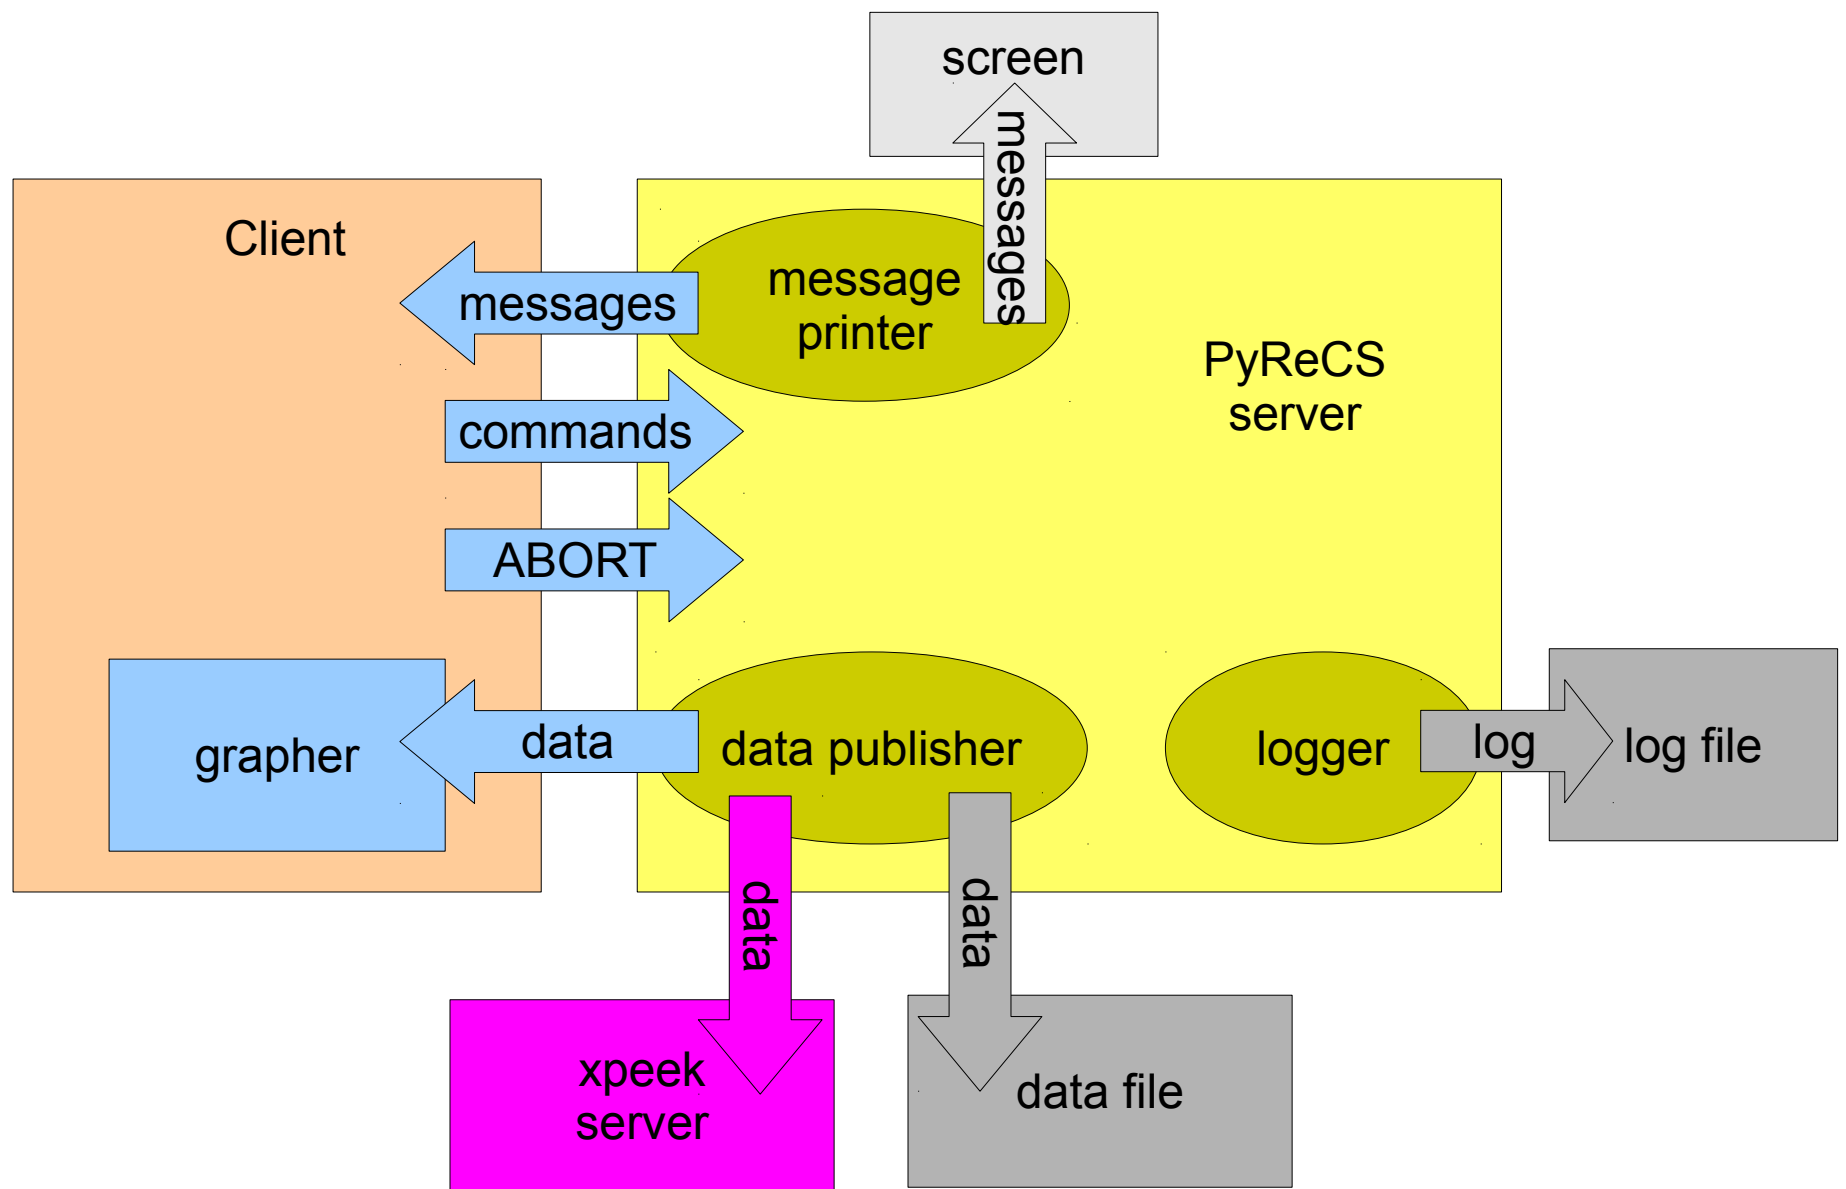 screen
messages
Client
messages
message
printer
PyReCS
server
commands
ABORT
grapher
data
data publisher
logger
log
log file
data
data
xpeek
server
data file